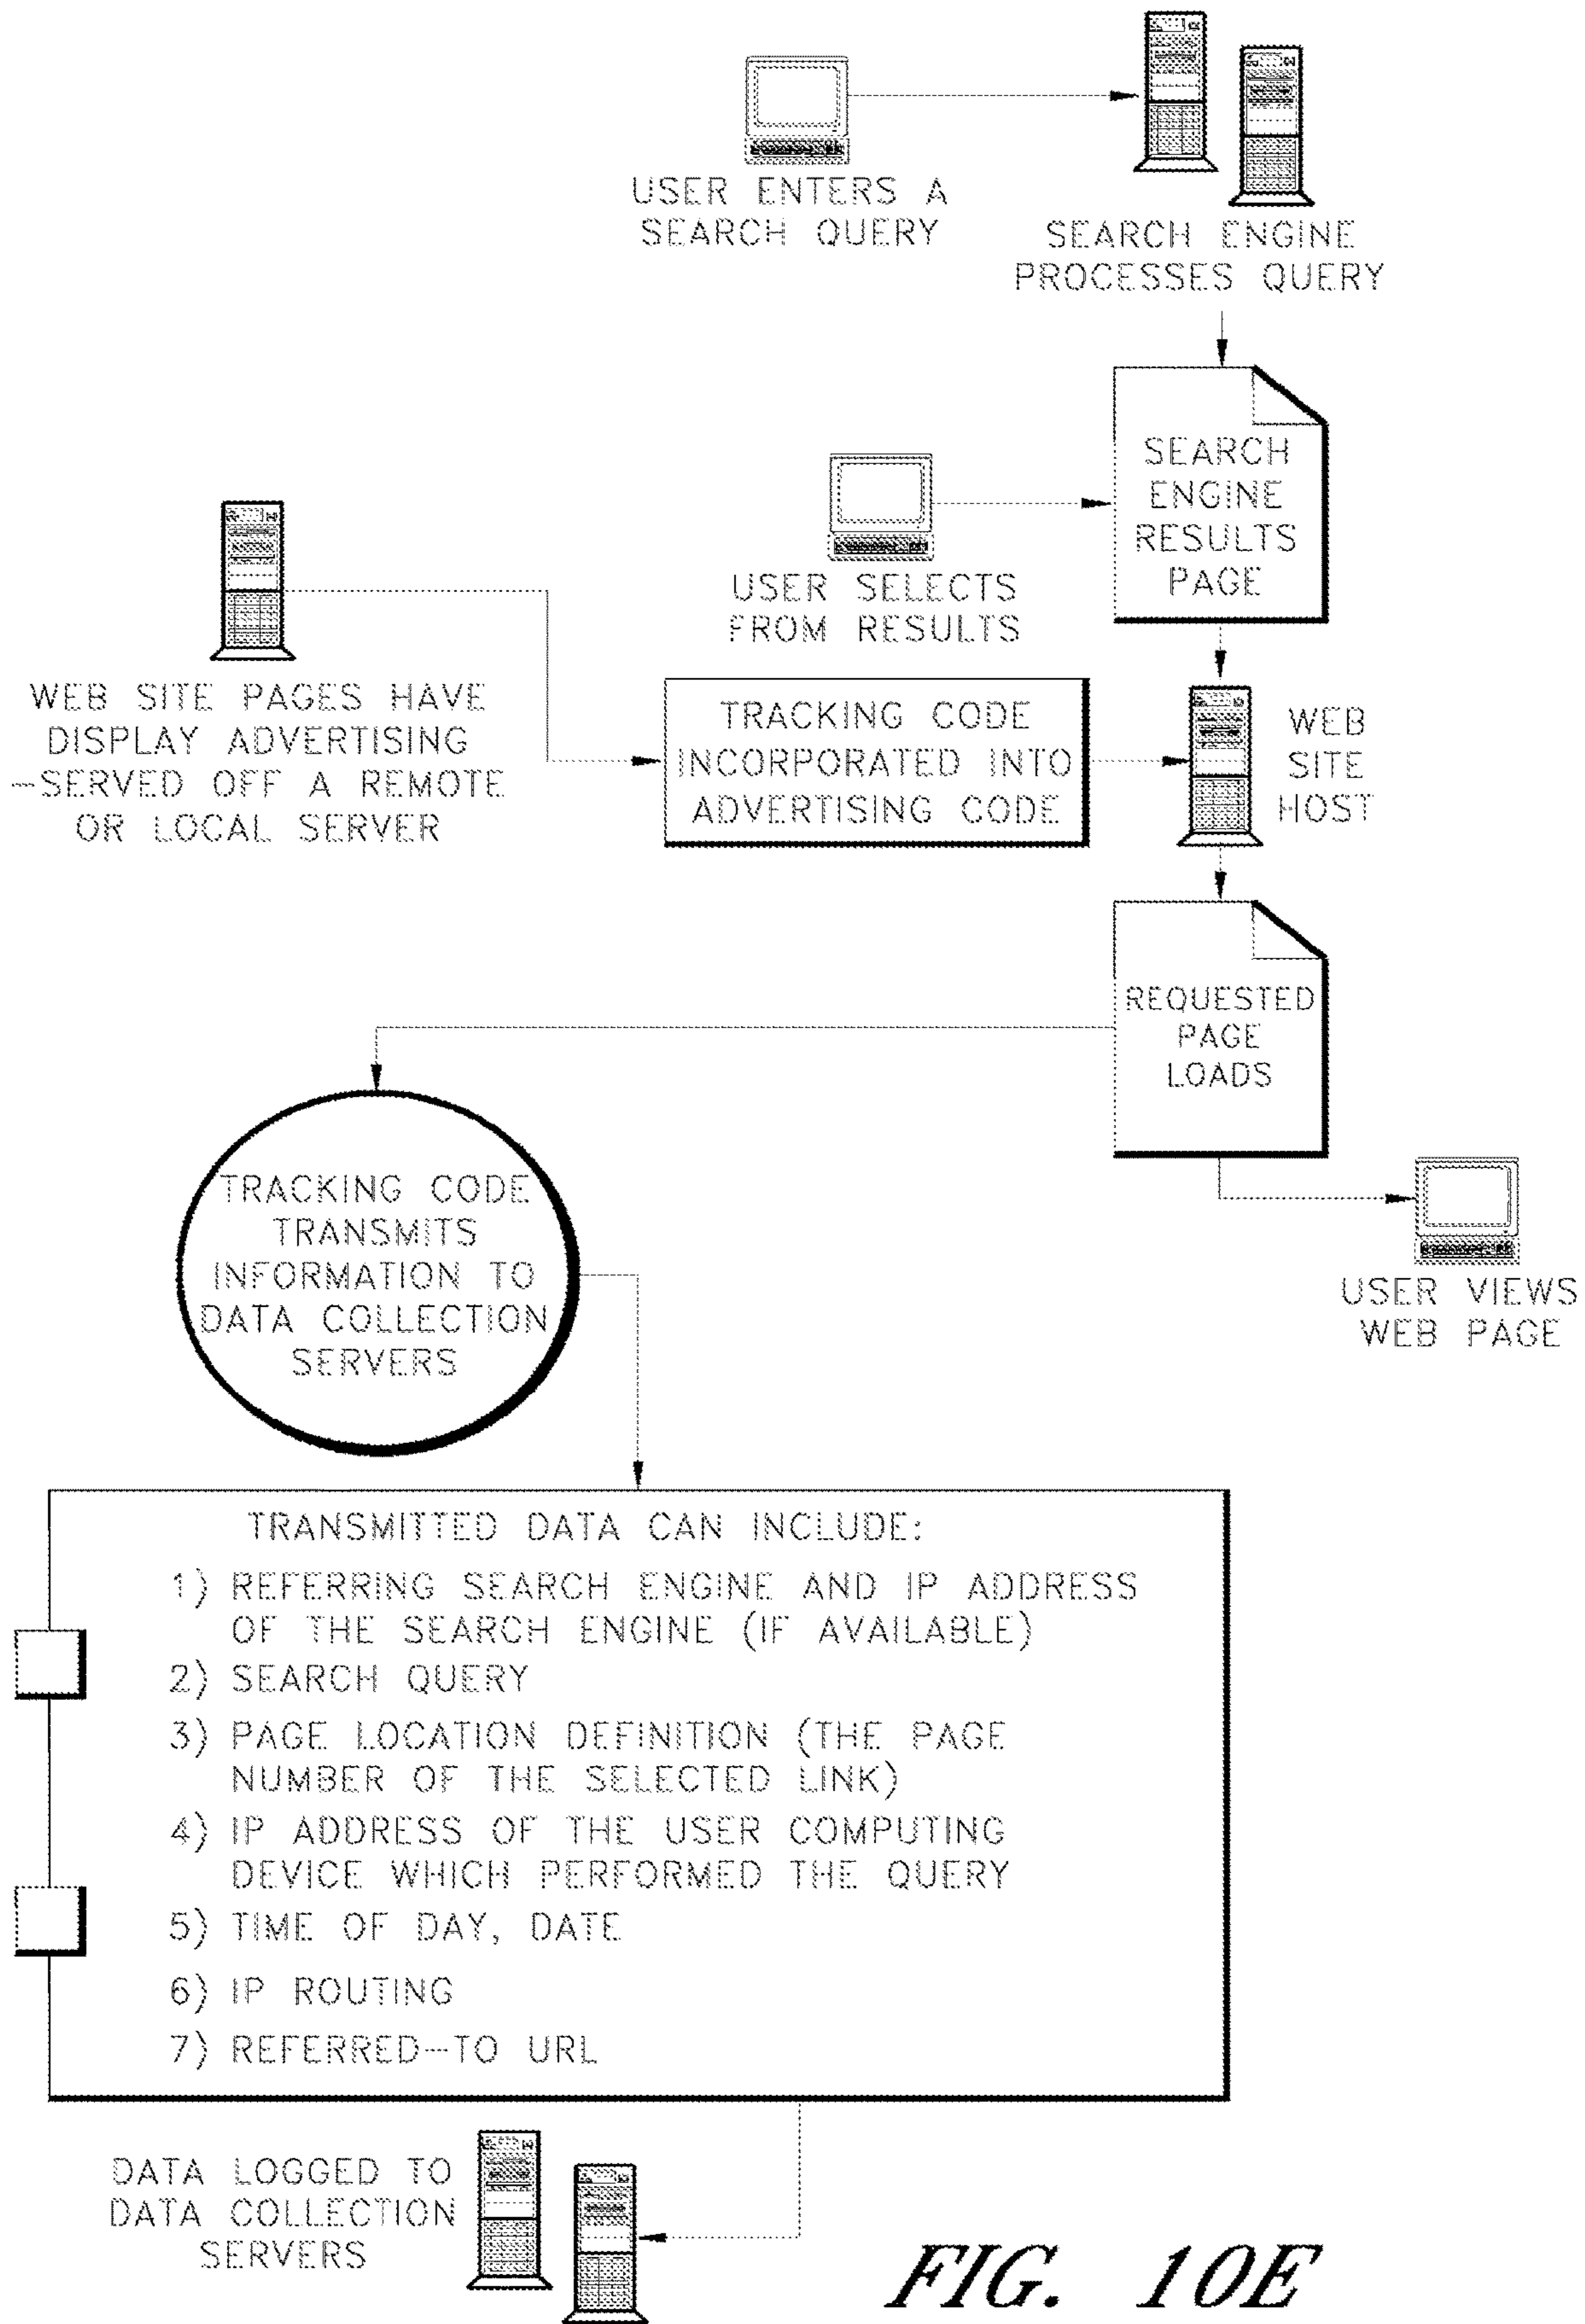 USER ENTERS A
SEARCH QUERY
SEARCH ENGINE
PROCESSES QUERY
SEARCH
ENGINE
RESULTS
PAGE
USER SELECTS
FROM RESULTS
WEB SITE PAGES HAVE
DISPLAY ADVERTISING
-SERVED OFF A REMOTE
OR LOCAL SERVER
TRACKING CODE
INCORPORATED INTO
ADVERTISING CODE
WEB
SITE
HOST
REQUESTED
PAGE
LOADS
TRACKING CODE
TRANSMITS
INFORMATION TO
DATA COLLECTION
SERVERS
USER VIEWS
WEB PAGE
TRANSMITTED DATA CAN INCLUDE:
1) REFERRING SEARCH ENGINE AND IP ADDRESS
OF THE SEARCH ENGINE (IF AVAILABLE)
2) SEARCH QUERY
3) PAGE LOCATION DEFINITION (THE PAGE
NUMBER OF THE SELECTED LINK)
4) IP ADDRESS OF THE USER COMPUTING
DEVICE WHICH PERFORMED THE QUERY
5) TIME OF DAY, DATE
6) IP ROUTING
7) REFERRED-TO URL
DATA LOGGED TO
DATA COLLECTION
SERVERS
FIG. 10E